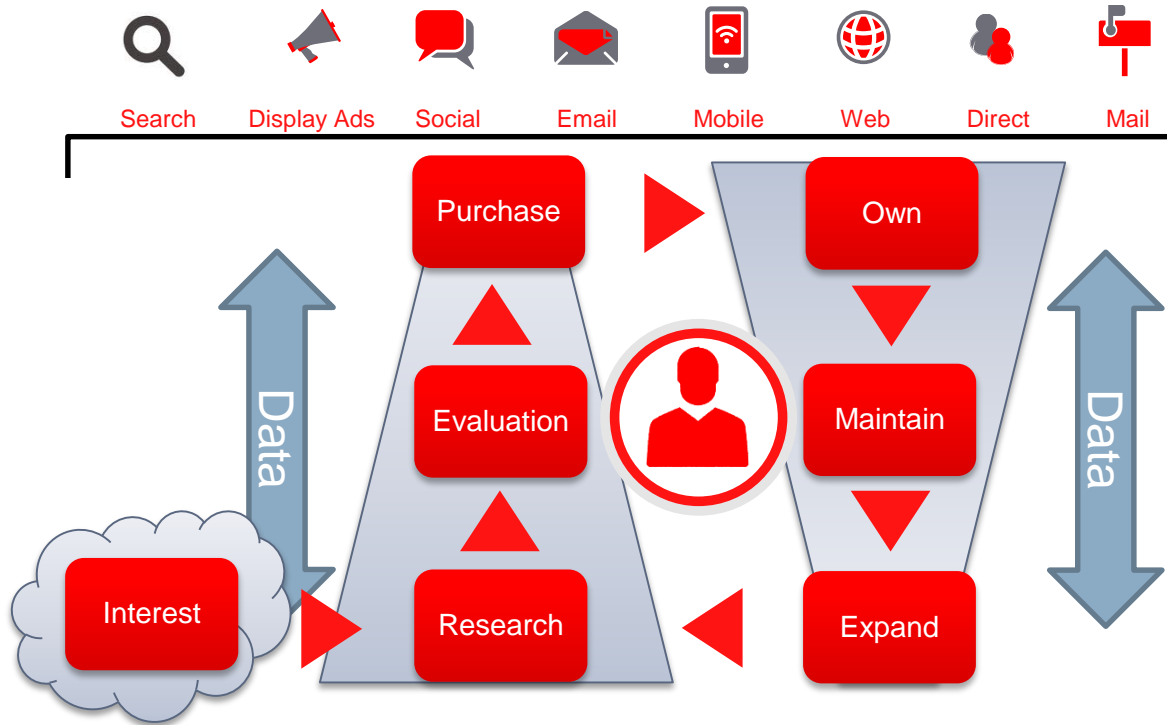 Search
Display Ads
Social
Email
Mobile
Web
Direct
Mail
Purchase
Own
Data
Evaluation
Maintain
Data
Interest
Research
Expand